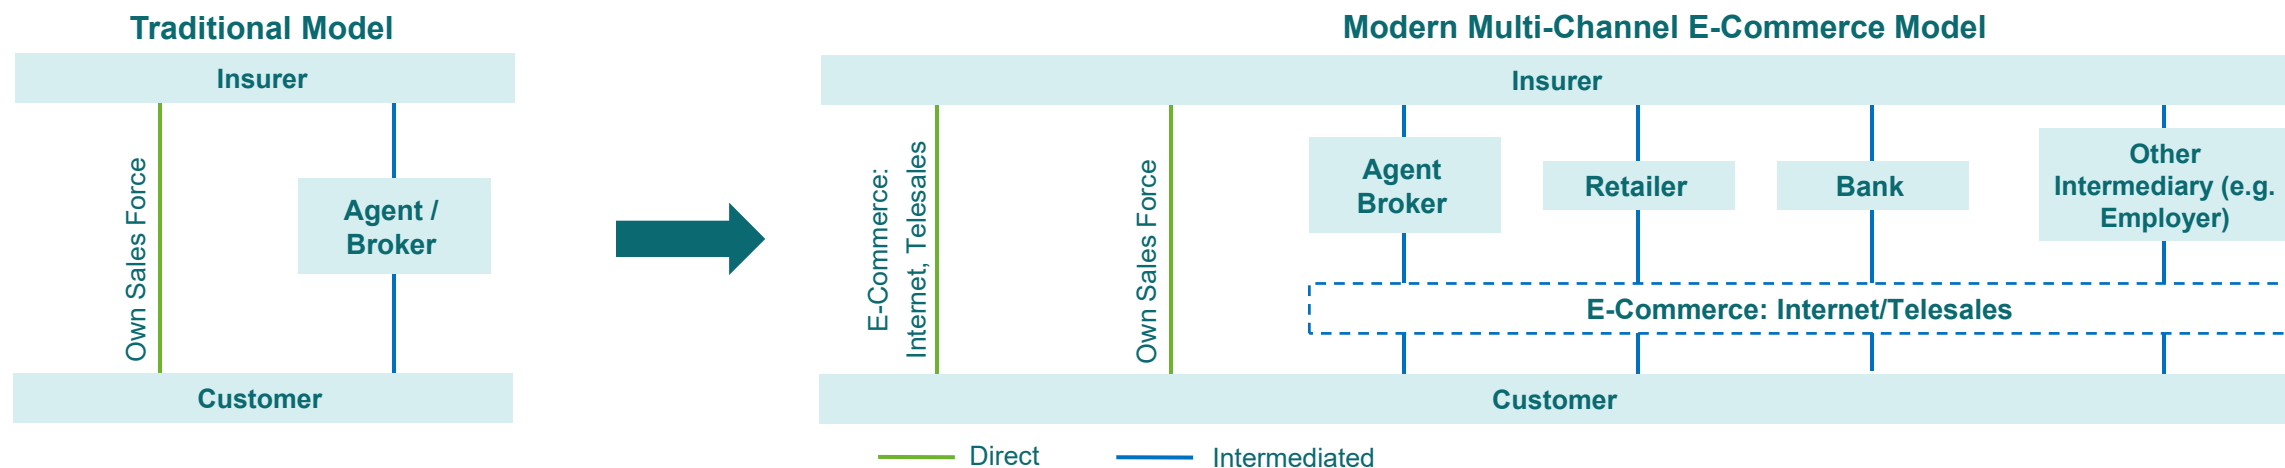 Traditional Model
Insurer
Own Sales Force
Agent /
Broker
Customer
Modern Multi-Channel E-Commerce Model
Insurer
E-Commerce:
Internet, Telesales
Own Sales Force
Agent
Broker
Retailer
Bank
Other
Intermediary (e.g.
Employer)
E-Commerce: Internet/Telesales
Customer
Direct
Intermediated